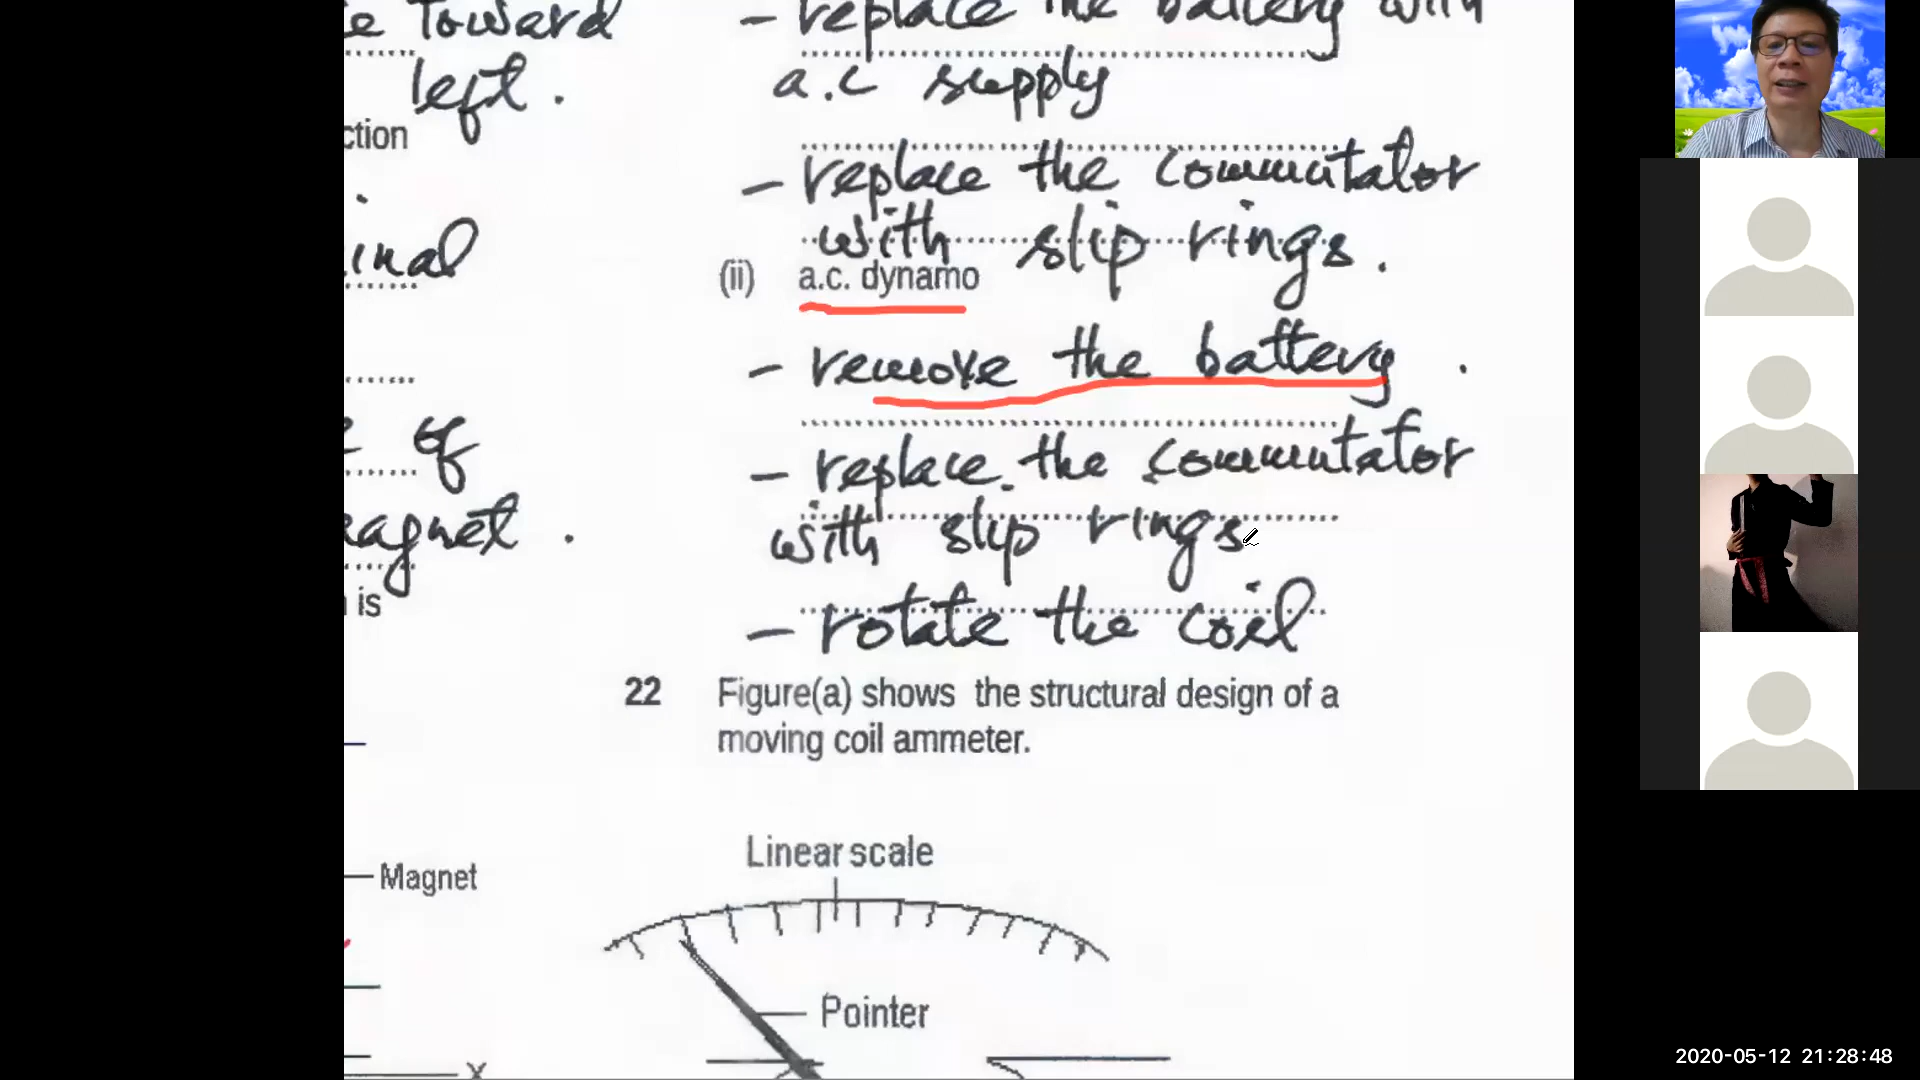 e toward
left.
ction
.
inal
e of
magnet.
is
Magnet
X
- replace the battery with
a.c supply
- replace the commutator
with slip rings.
(ii) a.c. dynamo
- remove the battery.
- replace the commutator
with slip rings
- rotate the coil
22 Figure(a) shows the structural design of a
moving coil ammeter.
Linear scale
Pointer
2020-05-12 21:28:48